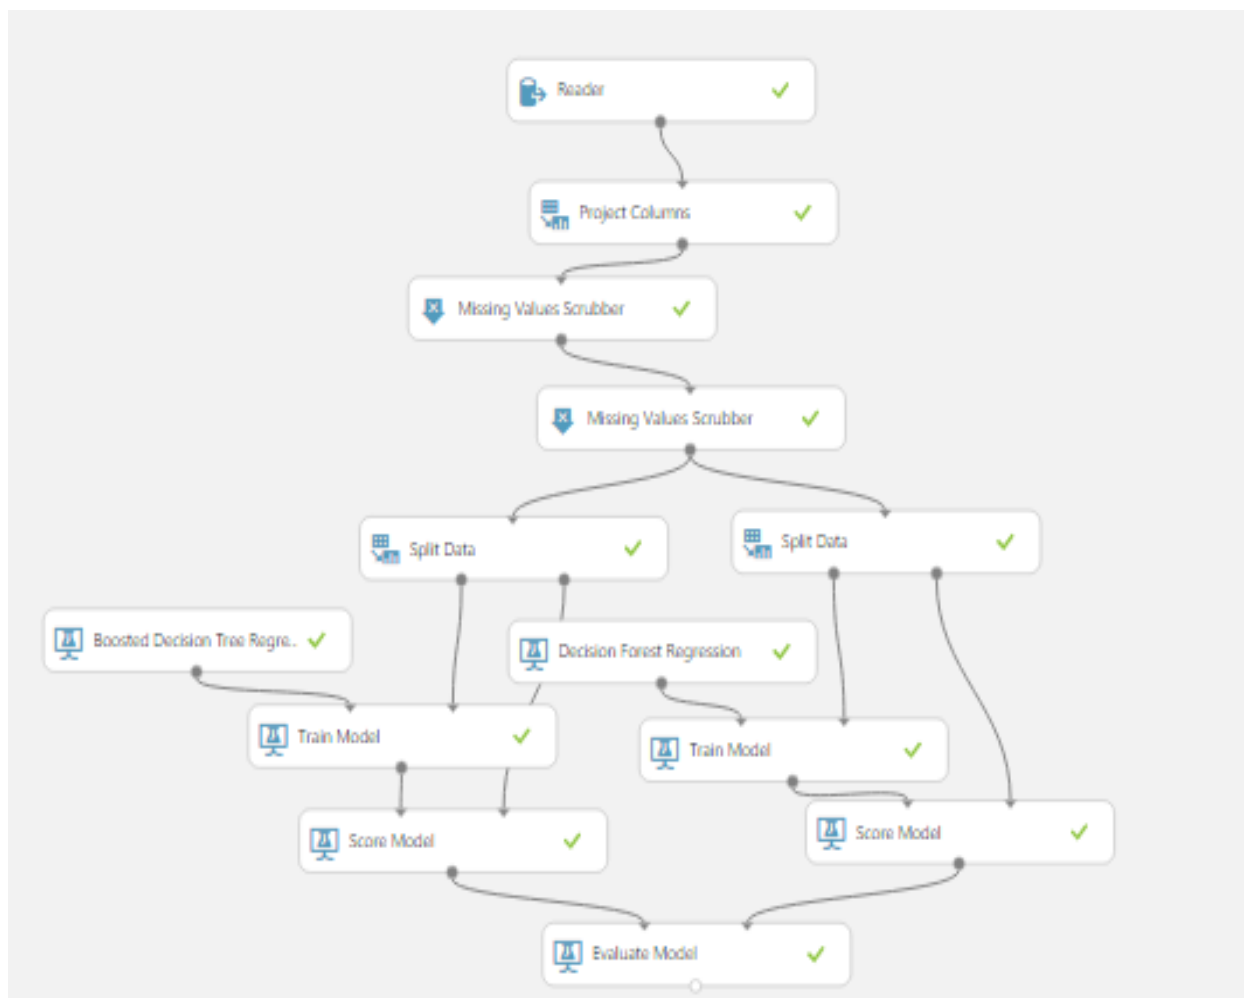 Reader
Project Columns
Missing Values Scrubber
Missing Values Scrubber
Split Data
Split Data
Boosted Decision Tree Regre..
Decision Forest Regression
Train Model
Train Model
Score Model
Score Model
Evaluate Model